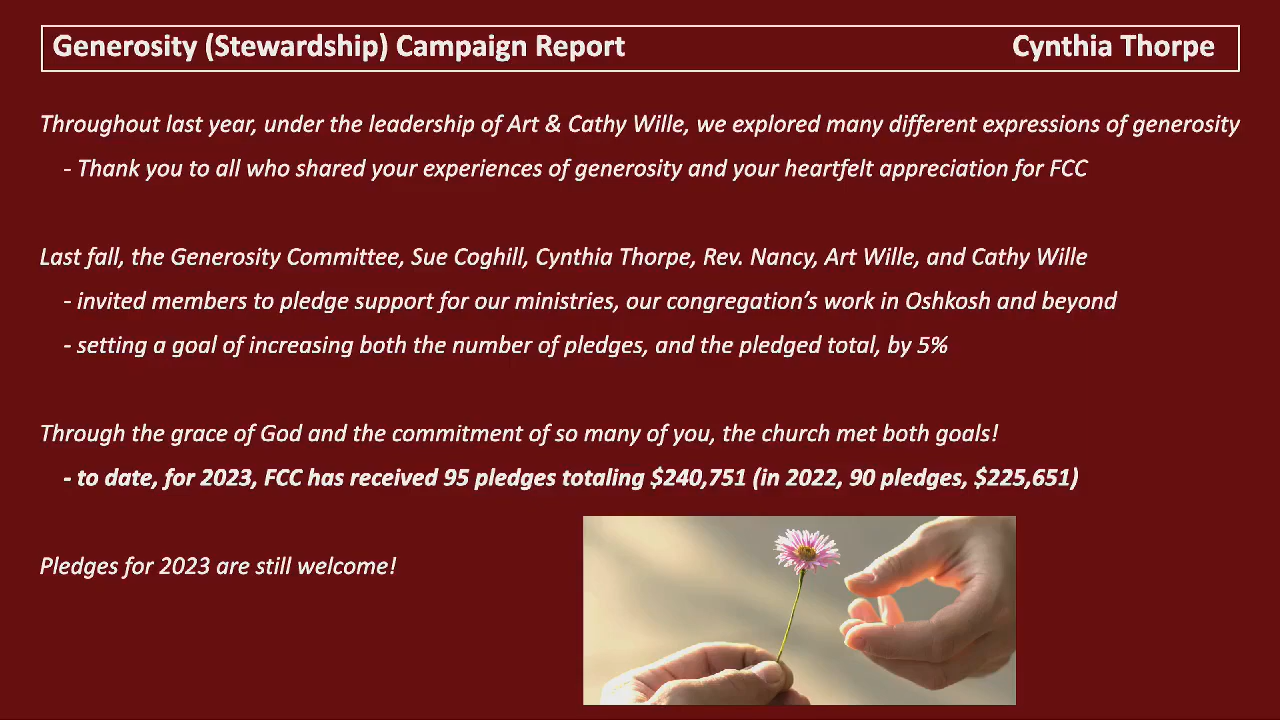 Generosity (Stewardship) Campaign Report Cynthia Thorpe
Throughout last year, under the leadership of Art & Cathy Wille, we explored many different expressions of generosity
- Thank you to all who shared your experiences of generosity and your heartfelt appreciation for FCC
Last fall, the Generosity Committee, Sue Coghill, Cynthia Thorpe, Rev. Nancy, Art Wille, and Cathy Wille
- invited members to pledge support for our ministries, our congregation’s work in Oshkosh and beyond
- setting a goal of increasing both the number of pledges, and the pledged total, by 5%
Through the grace of God and the commitment of so many of you, the church met both goals!
- to date, for 2023, FCC has received 95 pledges totaling $240,751 (in 2022, 90 pledges, $225,651)
Pledges for 2023 are still welcome!